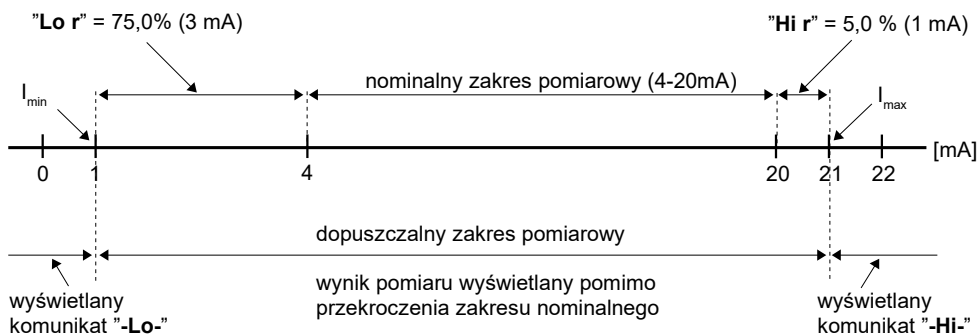 "Lo r" = 75,0% (3 mA)
"Hi r" = 5,0 % (1 mA)
nominalny zakres pomiarowy (4-20mA)
Imin
Imax
[mA]
0 1 4 20 21 22
dopuszczalny zakres pomiarowy
wynik pomiaru wyświetlany pomimo
przekroczenia zakresu nominalnego
wyświetlany
komunikat "-Lo-"
wyświetlany
komunikat "-Hi-"